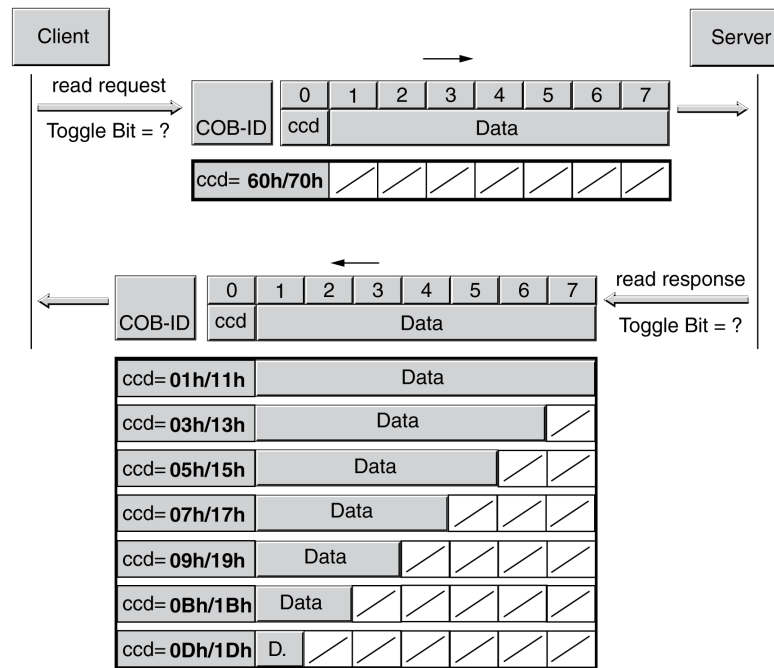 Client
Server
read request
Toggle Bit = ?
COB-ID
0 1 2 3 4 5 6 7
ccd Data
ccd= 60h/70h
read response
Toggle Bit = ?
COB-ID
0 1 2 3 4 5 6 7
ccd Data
ccd= 01h/11h Data
ccd= 03h/13h Data
ccd= 05h/15h Data
ccd= 07h/17h Data
ccd= 09h/19h Data
ccd= 0Bh/1Bh Data
ccd= 0Dh/1Dh D.